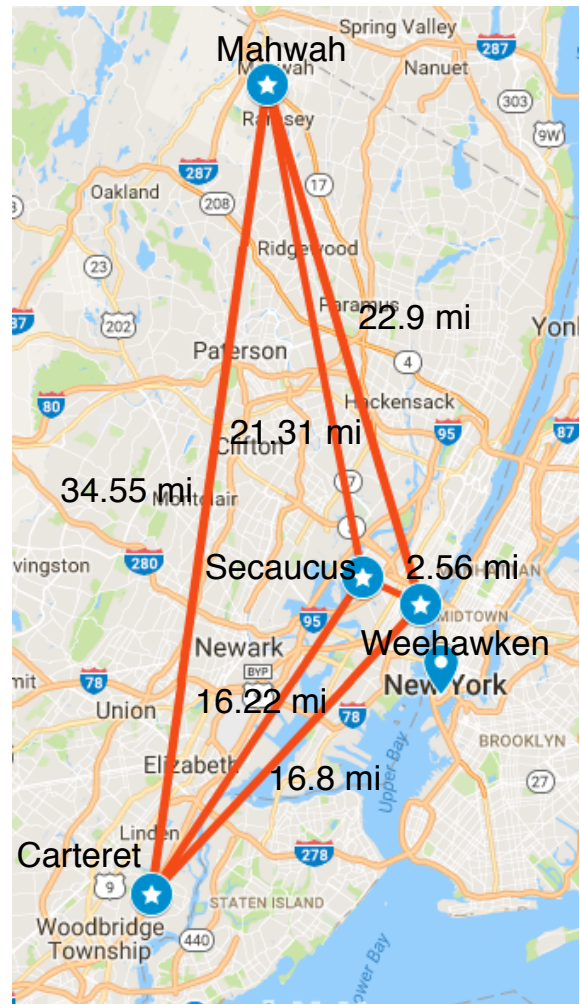 Spring Valley
Mahwah
287
Nanuet
303
9W
Ramsey
287
17
Oakland
208
Ridgewood
23
Paramus
22.9 mi
202
Paterson
4
80
Hackensack
95
87
21.31 mi
Clifton
34.55 mi
Montclair
280
Secaucus
2.56 mi
MIDTOWN
95
Weehawken
Newark
BYP
78
New York
Union
16.22 mi
78
BROOKLYN
Elizabeth
16.8 mi
Upper Bay
27
Linden
Carteret
278
9
STATEN ISLAND
Woodbridge
Township
440